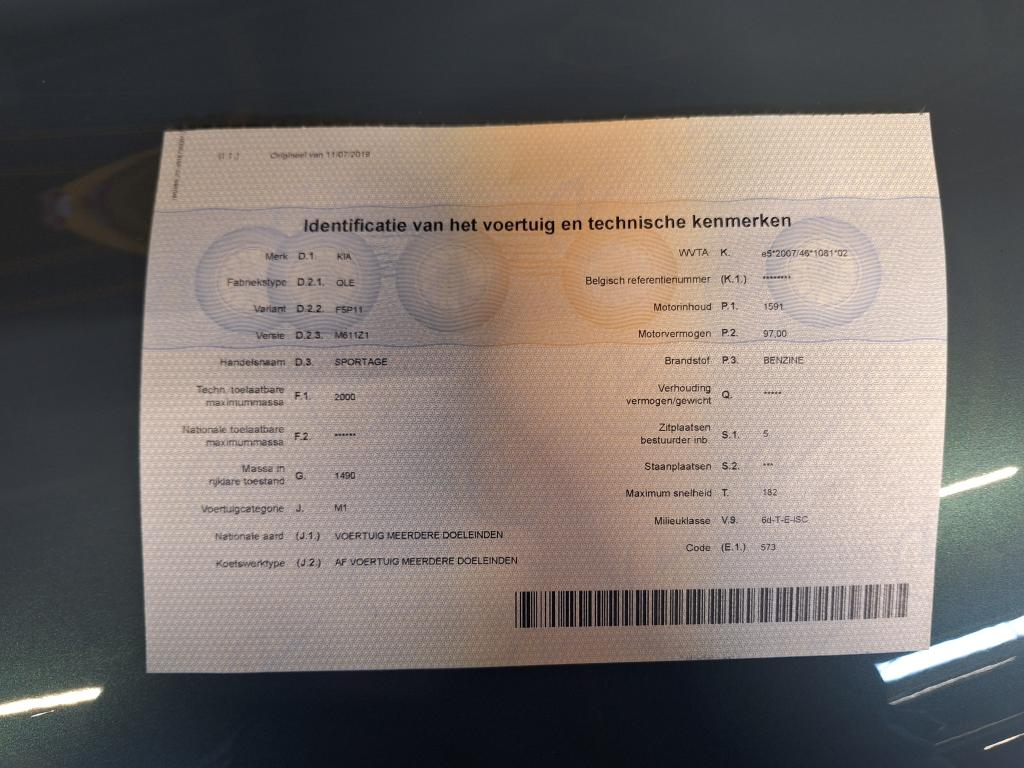 (I.1.) Origineel van 11/07/2019
Identificatie van het voertuig en technische kenmerken
Merk D.1. KIA
Fabriekstype D.2.1. QLE
Variant D.2.2. F5P11
Versie D.2.3. M611Z1
Handelsnaam D.3. SPORTAGE
Techn. toelaatbare
maximummassa F.1. 2000
Nationale toelaatbare
maximummassa F.2. ******
Massa in
rijklare toestand G. 1490
Voertuigcategorie J. M1
Nationale aard (J.1.) VOERTUIG MEERDERE DOELEINDEN
Koetswerktype (J.2.) AF VOERTUIG MEERDERE DOELEINDEN
WVTA K. e5*2007/46*1081*02
Belgisch referentienummer (K.1.) ********
Motorinhoud P.1. 1591
Motorvermogen P.2. 97,00
Brandstof P.3. BENZINE
Verhouding
vermogen/gewicht Q. *****
Zitplaatsen
bestuurder inb. S.1. 5
Staanplaatsen S.2. ***
Maximum snelheid T. 182
Milieuklasse V.9. 6d-T-E-ISC
Code (E.1.) 573